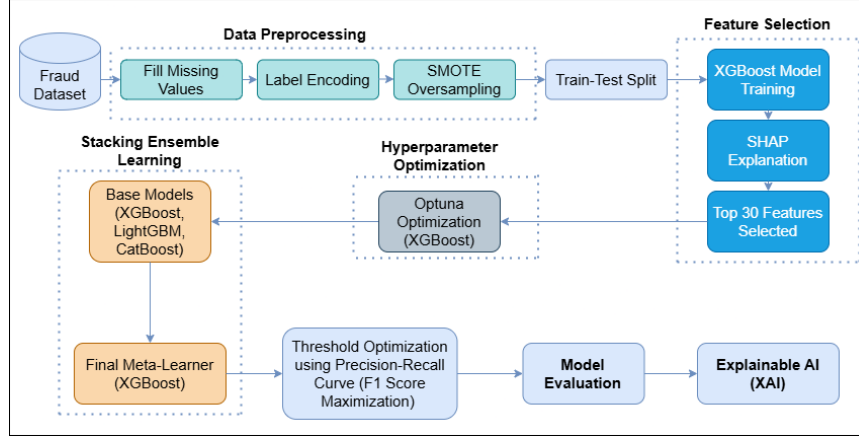 Data Preprocessing
Feature Selection
Fraud
Dataset
Fill Missing
Values
Label Encoding
SMOTE
Oversampling
Train-Test Split
XGBoost Model
Training
SHAP
Explanation
Top 30 Features
Selected
Hyperparameter
Optimization
Optuna
Optimization
(XGBoost)
Stacking Ensemble
Learning
Base Models
(XGBoost,
LightGBM,
CatBoost)
Final Meta-Learner
(XGBoost)
Threshold Optimization
using Precision-Recall
Curve (F1 Score
Maximization)
Model
Evaluation
Explainable AI
(XAI)